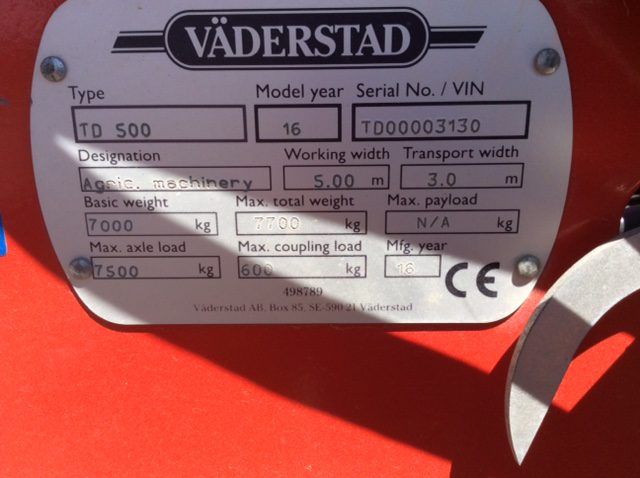 VÄDERSTAD
Type Model year Serial No. / VIN
TD 500 16 TD00003130
Designation Working width Transport width
Agric. machinery 5.00 m 3.0 m
Basic weight Max. total weight Max. payload
7000 kg 7700 kg N/A kg
Max. axle load Max. coupling load Mfg. year
7500 kg 600 kg 16
CE
498789
Väderstad AB, Box 85, SE-590 21 Väderstad